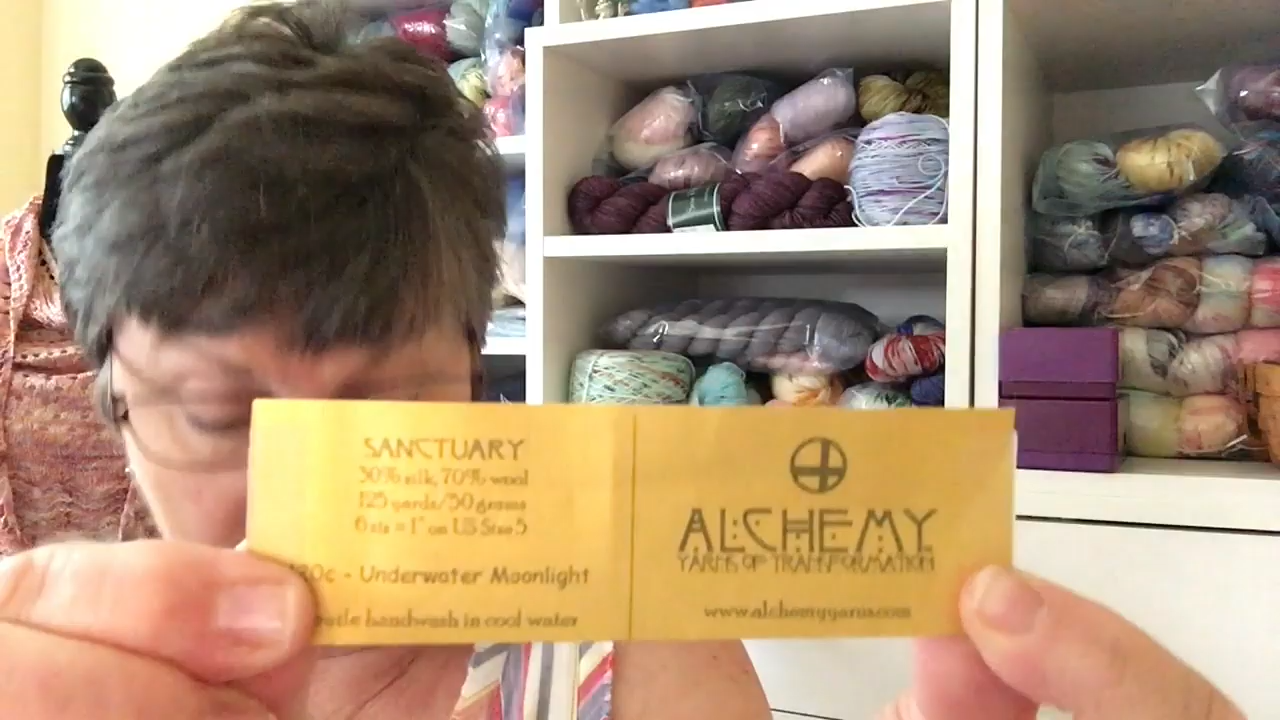 SANCTUARY
30% silk, 70% wool
125 yards/50 grams
6 sts = 1" on US Size 5
20c - Underwater Moonlight
handwash in cool water
ALCHEMY
YARNS OF TRANSFORMATION
www.alchemyyarns.com